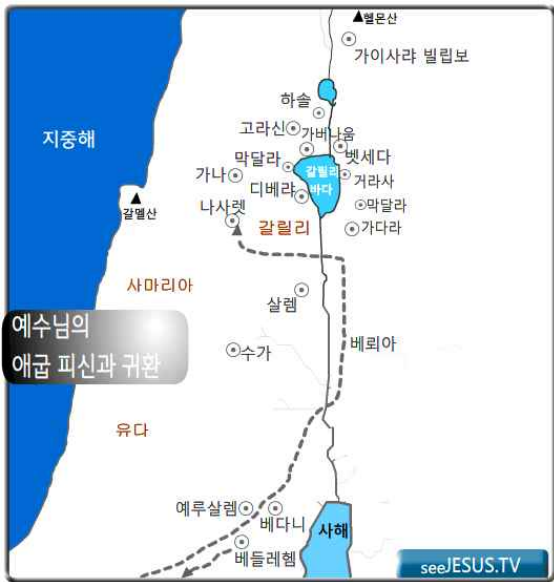 헬몬산
가이사랴 빌립보
하솔
고라신
가버나움
벳세다
지중해
막달라
갈릴리
바다
거라사
가나
디베랴
막달라
갈멜산
나사렛
갈릴리
가다라
사마리아
살렘
예수님의
애굽 피신과 귀환
베뢰아
수가
유다
예루살렘
베다니
사해
베들레헴
seeJESUS.TV